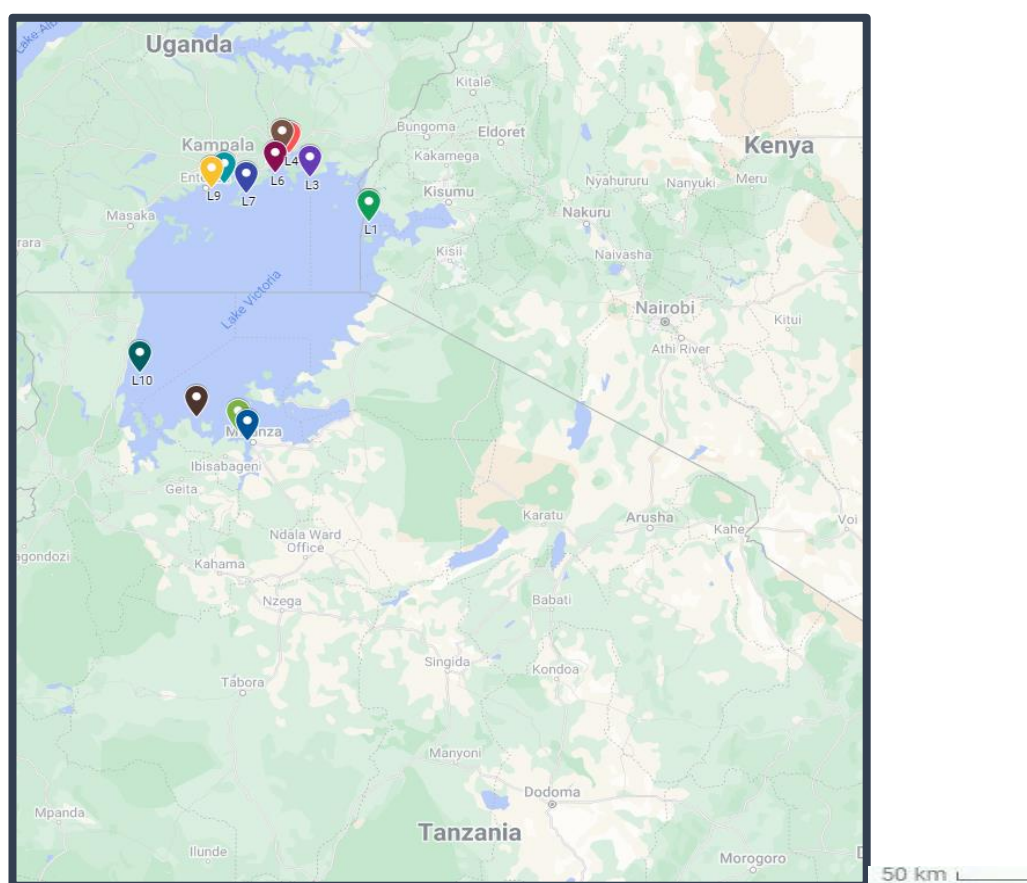 Uganda
Kitale
Bungoma
Eldoret
Kampala
Kenya
L4
Kakamega
L6
L3
Nyahururu
Nanyuki
Meru
L9
L7
Kisumu
Masaka
Nakuru
L1
Kisii
Naivasha
Lake Victoria
Nairobi
Kitui
Athi River
L10
Ibisabageni
Geita
Karatu
Arusha
Kahe
Voi
Ndala Ward
Office
Kahama
Nzega
Babati
Singida
Kondoa
Tabora
Manyoni
Dodoma
Mpanda
Tanzania
Ilunde
Morogoro
50 km